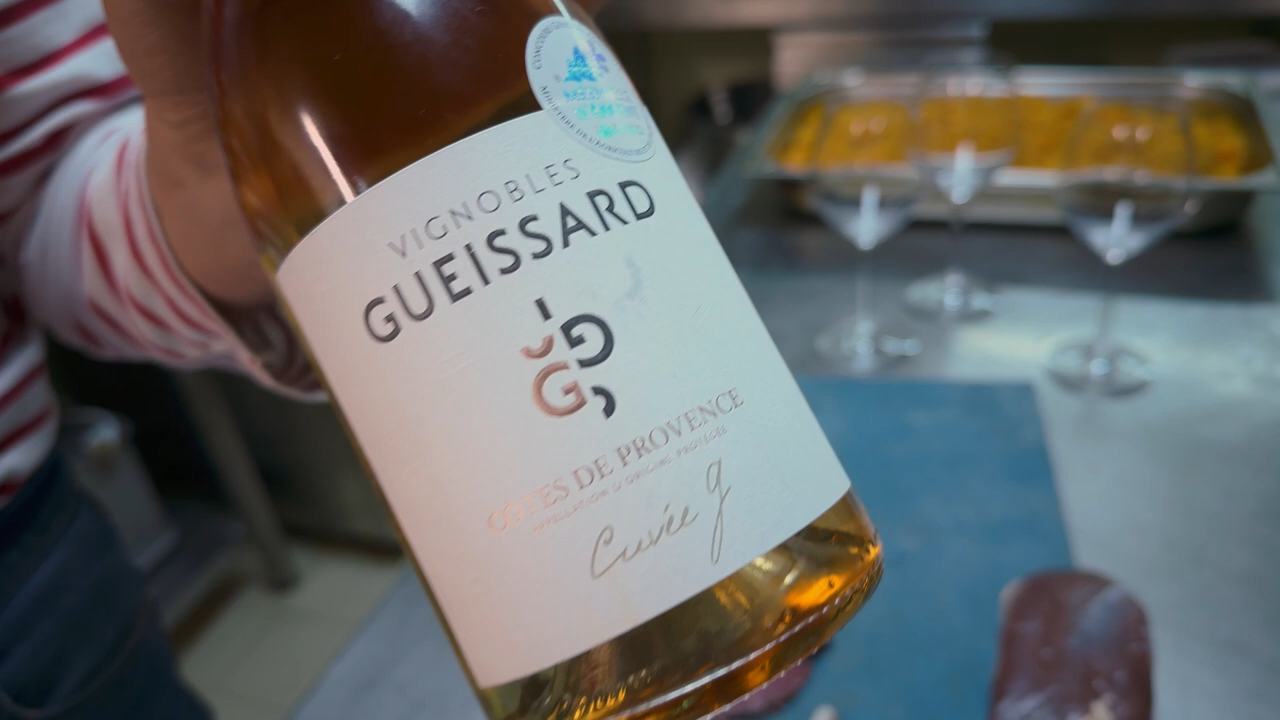 VIGNOBLES
GUEISSARD
G
G
CÔTES DE PROVENCE
APPELLATION D'ORIGINE PROTÉGÉE
Cuvée g